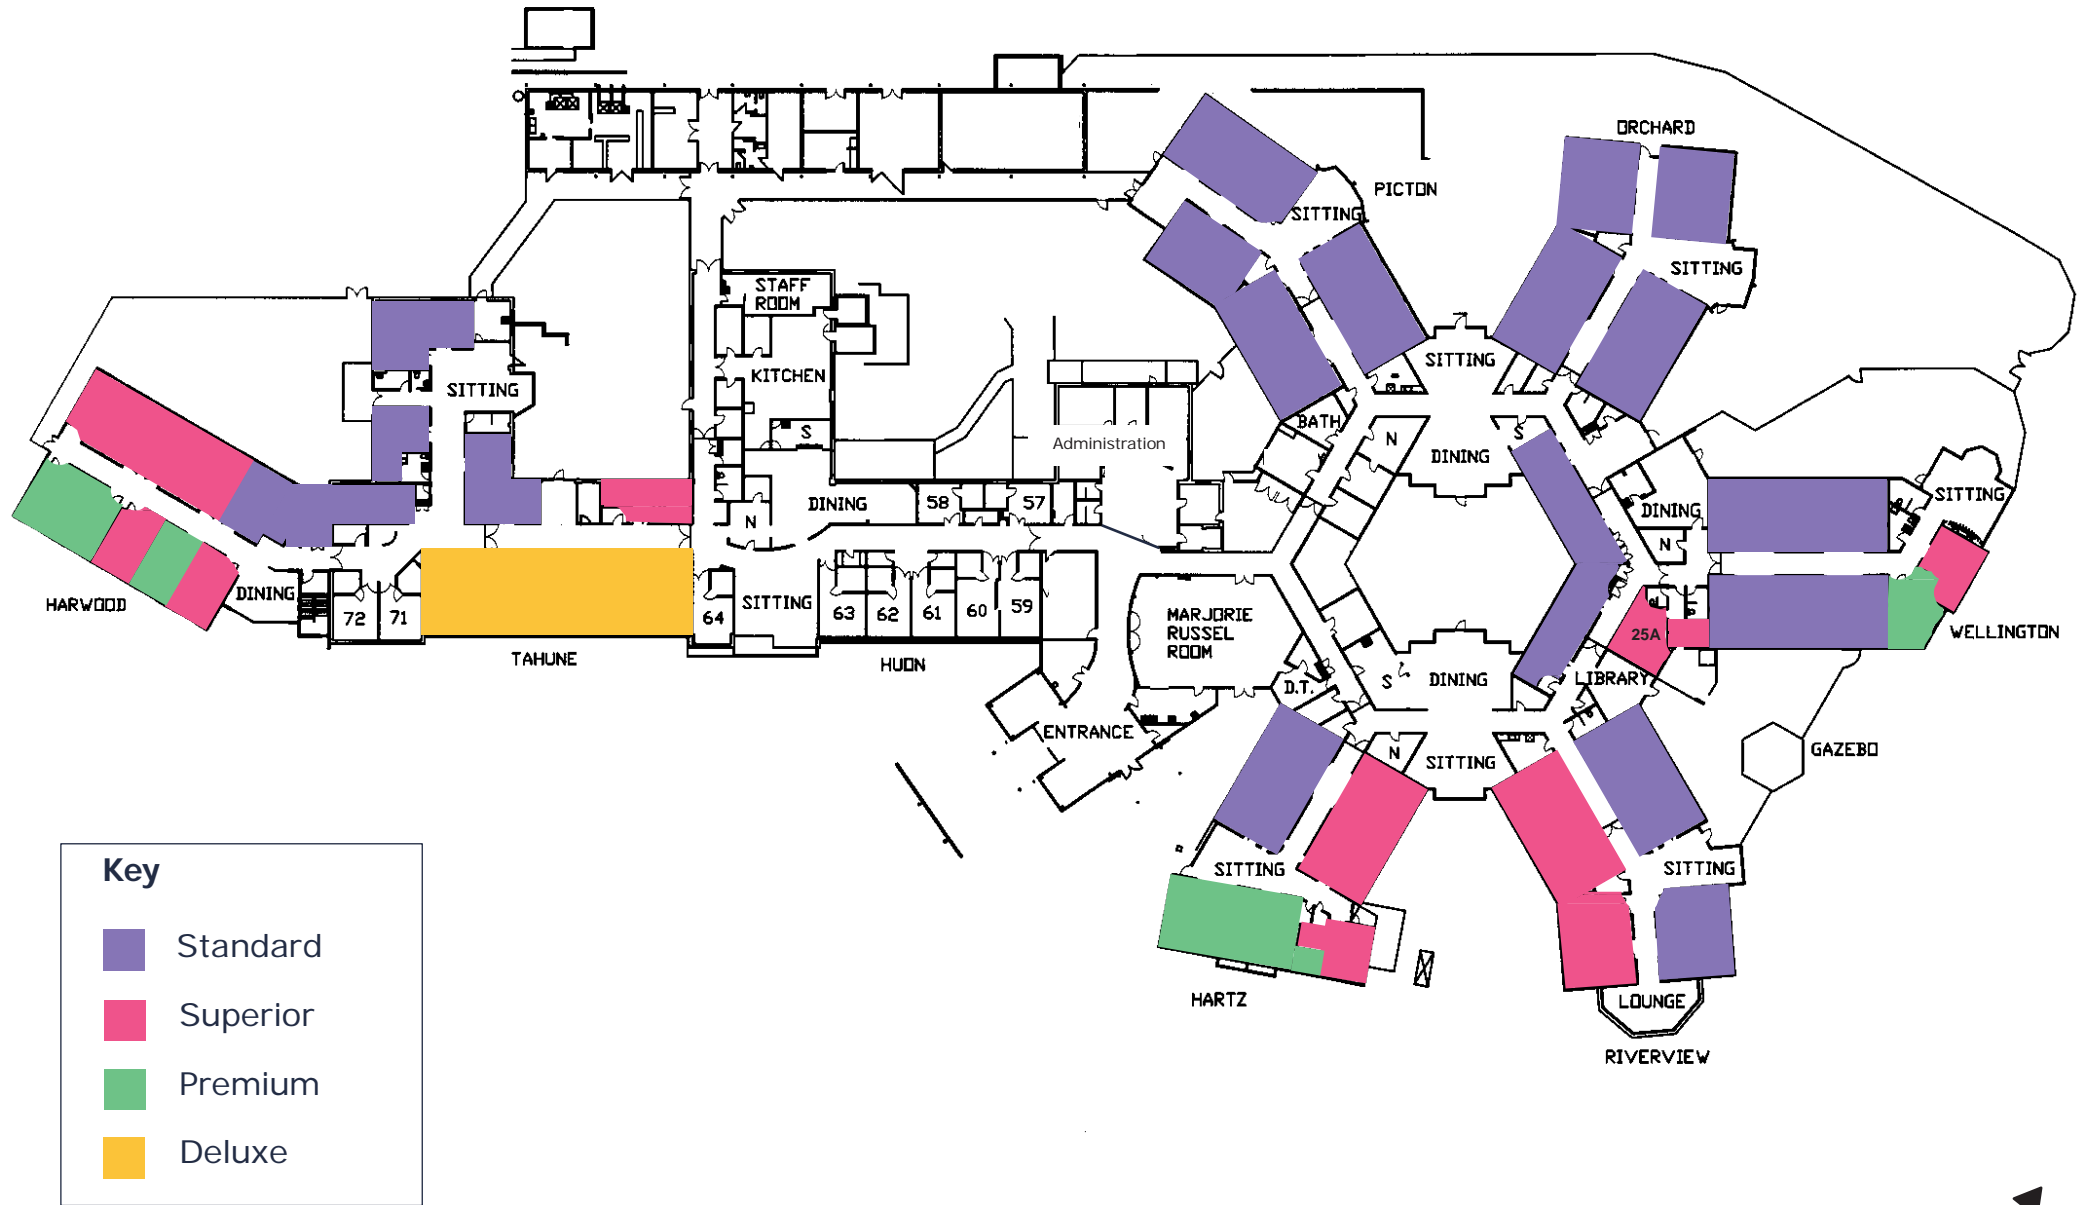 ORCHARD
PICTON
SITTING
SITTING
STAFF
ROOM
SITTING
KITCHEN
SITTING
BATH
S
Administration
N
S
DINING
SITTING
DINING
58
57
DINING
N
N
HARWOOD
DINING
72
71
64
SITTING
63
62
61
60
59
MARJORIE
RUSSEL
ROOM
25A
WELLINGTON
TAHUNE
HUON
D.T.
S
DINING
LIBRARY
ENTRANCE
N
SITTING
GAZEBO
SITTING
SITTING
HARTZ
LOUNGE
RIVERVIEW
Key
Standard
Superior
Premium
Deluxe